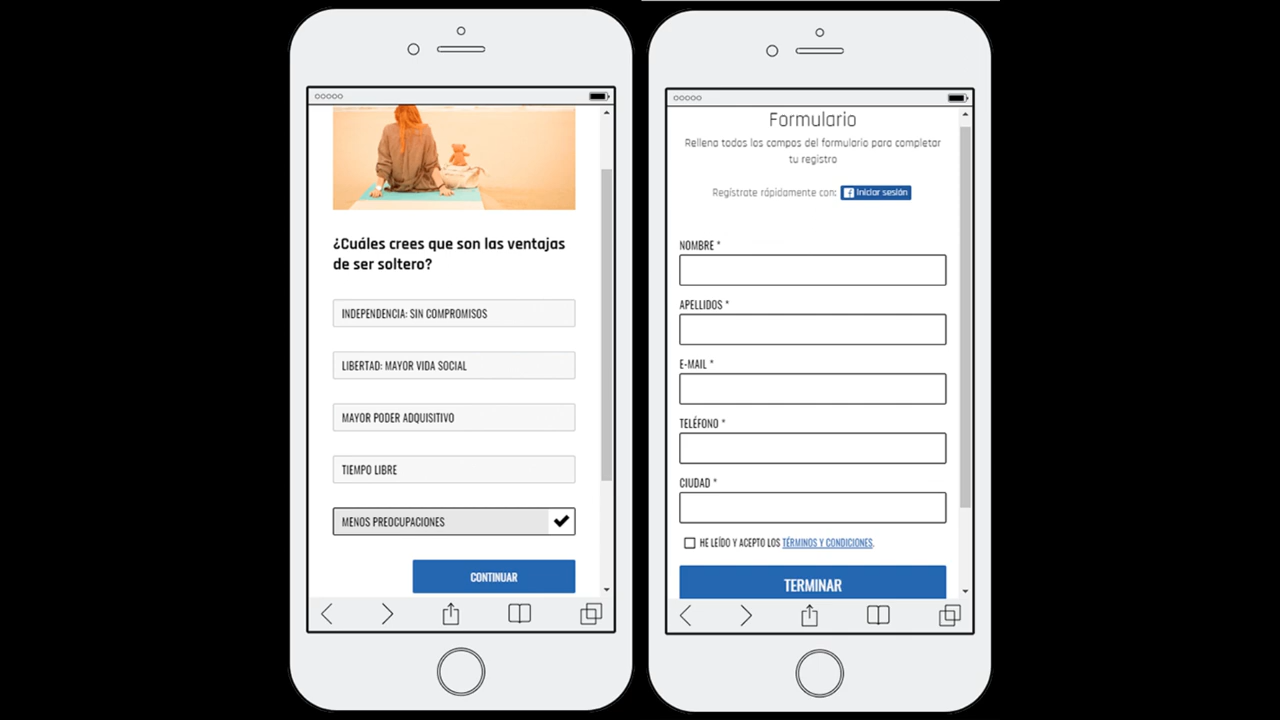 ¿Cuáles crees que son las ventajas
de ser soltero?
INDEPENDENCIA: SIN COMPROMISOS
LIBERTAD: MAYOR VIDA SOCIAL
MAYOR PODER ADQUISITIVO
TIEMPO LIBRE
MENOS PREOCUPACIONES
CONTINUAR
Formulario
Rellena todos los campos del formulario para completar
tu registro
Regístrate rápidamente con: f Iniciar sesión
NOMBRE *
APELLIDOS *
E-MAIL *
TELÉFONO *
CIUDAD *
HE LEÍDO Y ACEPTO LOS TÉRMINOS Y CONDICIONES.
TERMINAR